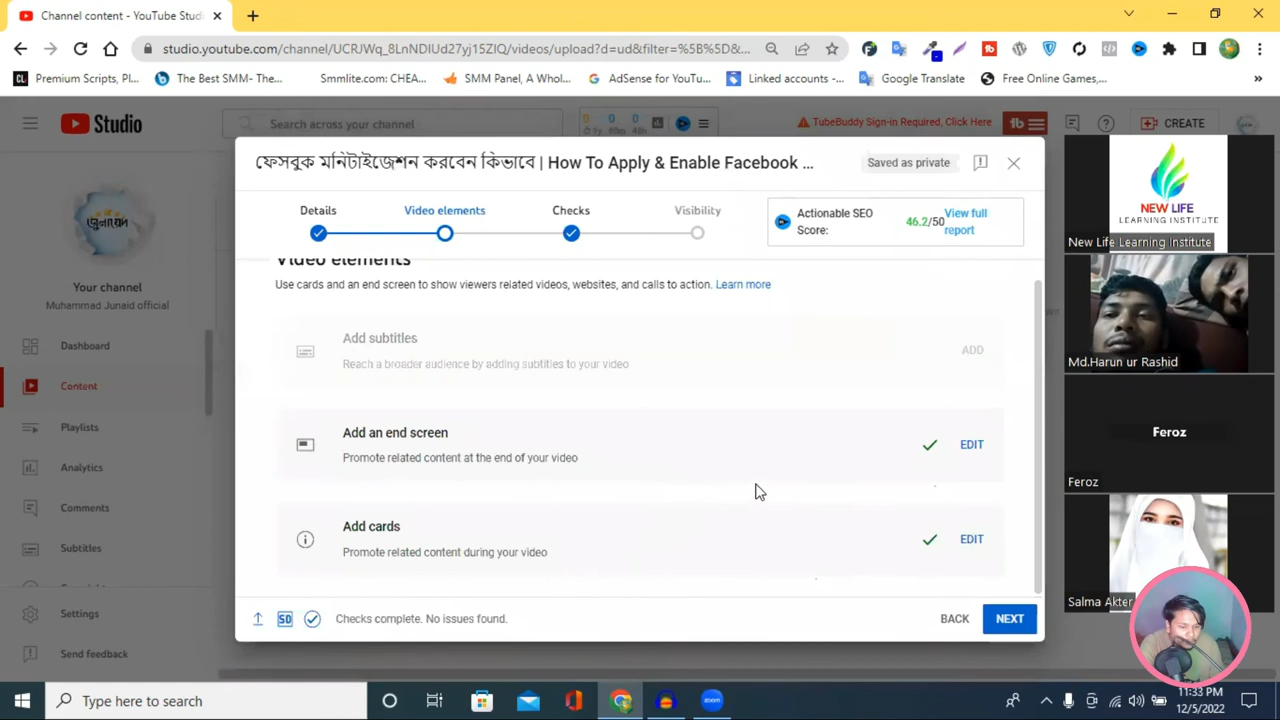 Channel content - YouTube Stud
studio.youtube.com/channel/UCRJWq_8LnNDIUd27yj15ZIQ/videos/upload?d=ud&filter=%5B%5D&...
Premium Scripts, Pl...
The Best SMM- The...
Smmlite.com: CHEA...
SMM Panel, A Whol...
AdSense for YouTu...
Linked accounts -...
Google Translate
Free Online Games,...
Studio
Search across your channel
0 0 0
TubeBuddy Sign-in Required, Click Here
tb
CREATE
ফেসবুক মনিটাইজেশন করবেন কিভাবে | How To Apply & Enable Facebook ...
Saved as private
Details
Video elements
Checks
Visibility
Actionable SEO Score:
46.2/50
View full report
Video elements
Use cards and an end screen to show viewers related videos, websites, and calls to action. Learn more
Add subtitles
Reach a broader audience by adding subtitles to your video
ADD
Add an end screen
Promote related content at the end of your video
EDIT
Add cards
Promote related content during your video
EDIT
SD
Checks complete. No issues found.
BACK
NEXT
Your channel
Muhammad Junaid official
Dashboard
Content
Playlists
Analytics
Comments
Subtitles
Settings
Send feedback
NEW LIFE
LEARNING INSTITUTE
New Life Learning Institute
Md.Harun ur Rashid
Feroz
Feroz
Salma Akter
Type here to search
zoom
11:33 PM
12/5/2022